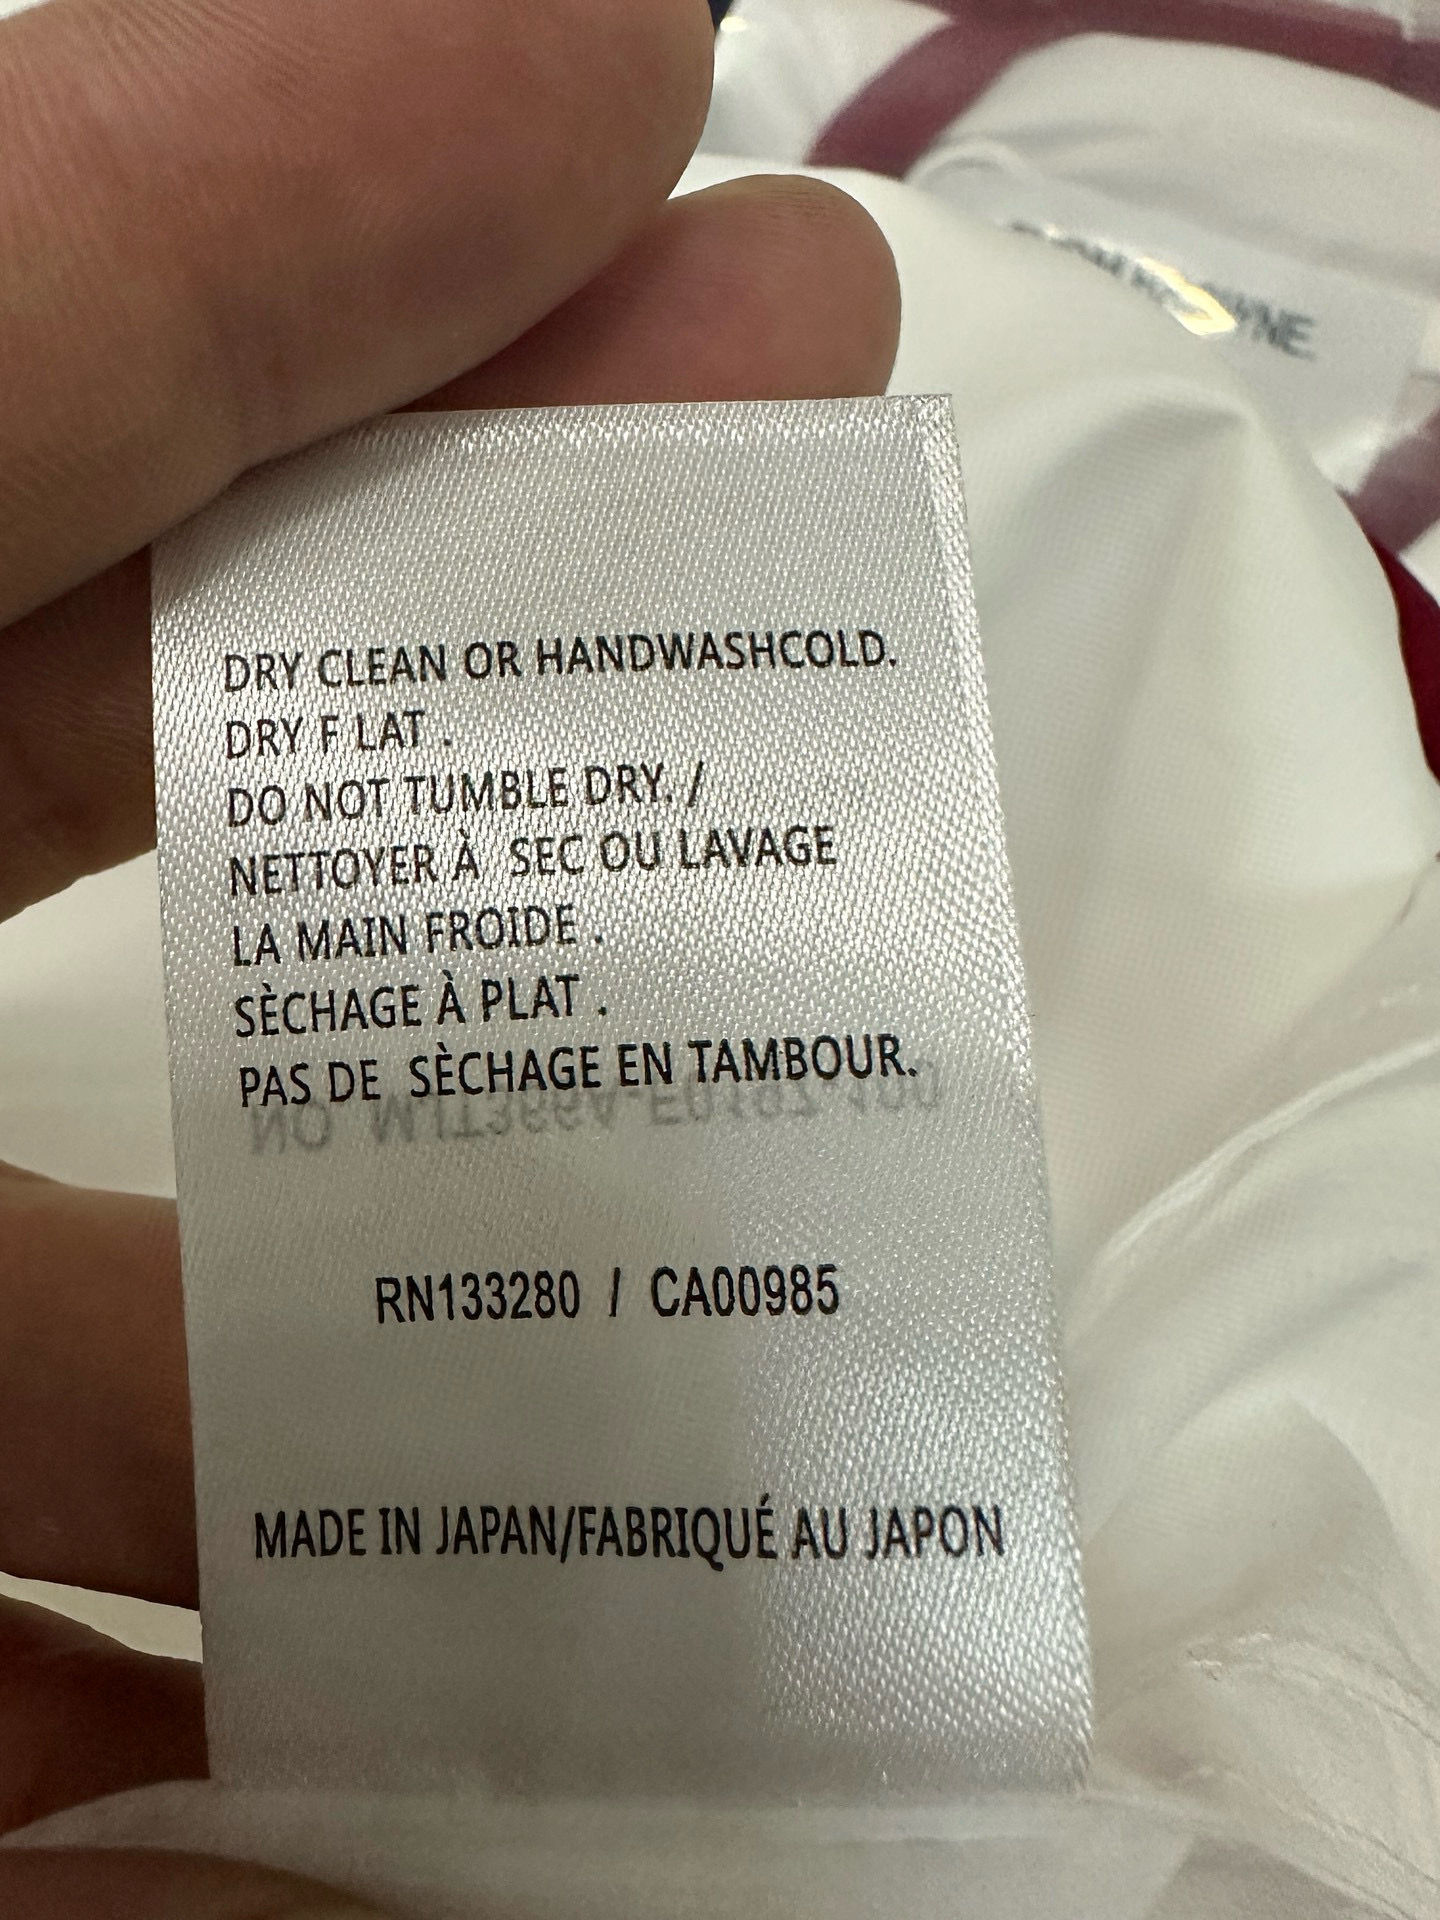 DRY CLEAN OR HANDWASHCOLD.
DRY F LAT .
DO NOT TUMBLE DRY. /
NETTOYER À  SEC OU LAVAGE
LA MAIN FROIDE .
SÈCHAGE À PLAT .
PAS DE  SÈCHAGE EN TAMBOUR.
RN133280 / CA00985
MADE IN JAPAN/FABRIQUÉ AU JAPON